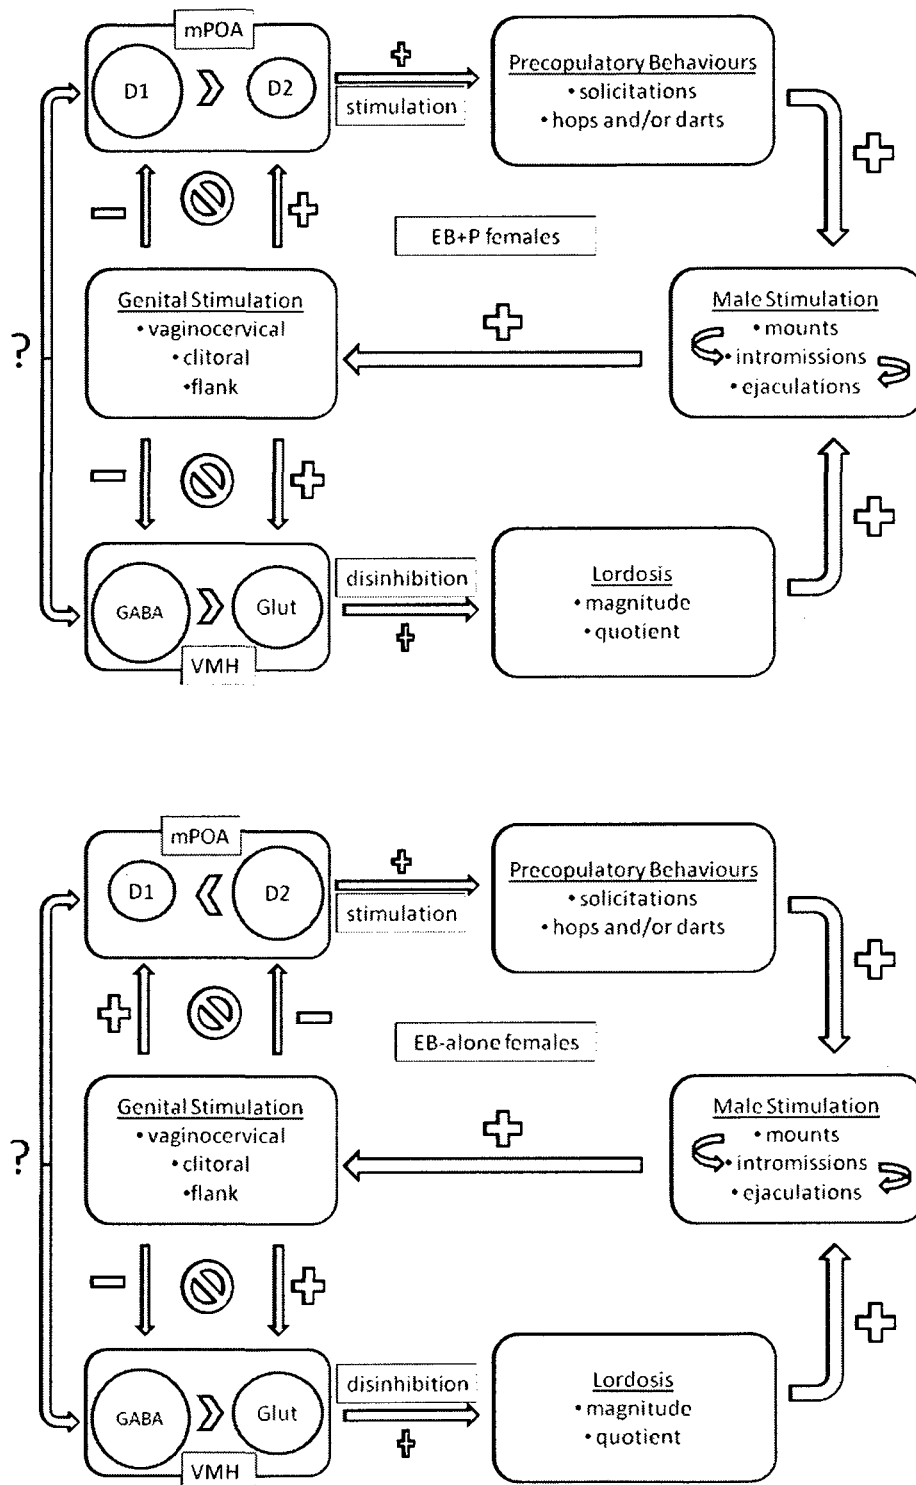 mPOA
D1
D2
+
stimulation
Precopulatory Behaviours
•solicitations
•hops and/or darts
+
−
+
EB+P females
Genital Stimulation
•vaginocervical
•clitoral
•flank
+
Male Stimulation
•mounts
•intromissions
•ejaculations
?
−
+
+
GABA
Glut
disinhibition
+
Lordosis
•magnitude
•quotient
VMH
mPOA
D1
D2
+
stimulation
Precopulatory Behaviours
•solicitations
•hops and/or darts
+
+
−
EB-alone females
Genital Stimulation
•vaginocervical
•clitoral
•flank
+
Male Stimulation
•mounts
•intromissions
•ejaculations
?
−
+
+
GABA
Glut
disinhibition
+
Lordosis
•magnitude
•quotient
VMH